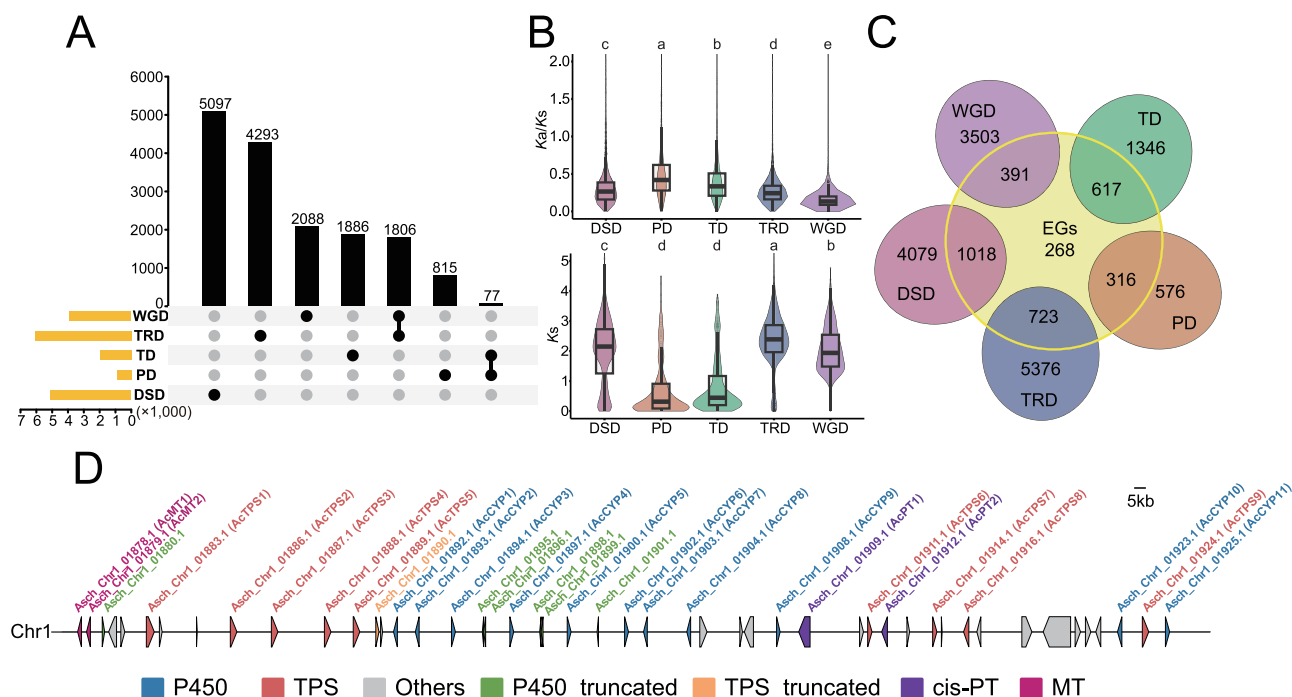 A
6000
5000
4000
3000
2000
1000
0
5097
4293
2088
1886
1806
815
77
WGD
TRD
TD
PD
DSD
7 6 5 4 3 2 1 0
(×1,000)
B
c a b d e
Ka/Ks
2.0
1.5
1.0
0.5
0.0
DSD PD TD TRD WGD
c d d a b
Ks
5
4
3
2
1
0
DSD PD TD TRD WGD
C
WGD
3503
391
TD
1346
617
EGs
268
4079
1018
DSD
316
576
PD
723
5376
TRD
D
5kb
Asch_Chr1_01878.1 (AcMT1)
Asch_Chr1_01879.1 (AcMT2)
Asch_Chr1_01880.1
Asch_Chr1_01883.1 (AcTPS1)
Asch_Chr1_01886.1 (AcTPS2)
Asch_Chr1_01887.1 (AcTPS3)
Asch_Chr1_01888.1 (AcTPS4)
Asch_Chr1_01889.1 (AcTPS5)
Asch_Chr1_01890.1
Asch_Chr1_01892.1 (AcCYP1)
Asch_Chr1_01893.1 (AcCYP2)
Asch_Chr1_01894.1 (AcCYP3)
Asch_Chr1_01895.1
Asch_Chr1_01896.1
Asch_Chr1_01897.1 (AcCYP4)
Asch_Chr1_01898.1
Asch_Chr1_01899.1
Asch_Chr1_01900.1 (AcCYP5)
Asch_Chr1_01901.1
Asch_Chr1_01902.1 (AcCYP6)
Asch_Chr1_01903.1 (AcCYP7)
Asch_Chr1_01904.1 (AcCYP8)
Asch_Chr1_01908.1 (AcCYP9)
Asch_Chr1_01909.1 (AcPT1)
Asch_Chr1_01911.1 (AcTPS6)
Asch_Chr1_01912.1 (AcPT2)
Asch_Chr1_01914.1 (AcTPS7)
Asch_Chr1_01916.1 (AcTPS8)
Asch_Chr1_01923.1 (AcCYP10)
Asch_Chr1_01924.1 (AcTPS9)
Asch_Chr1_01925.1 (AcCYP11)
Chr1
P450 TPS Others P450 truncated TPS truncated cis-PT MT